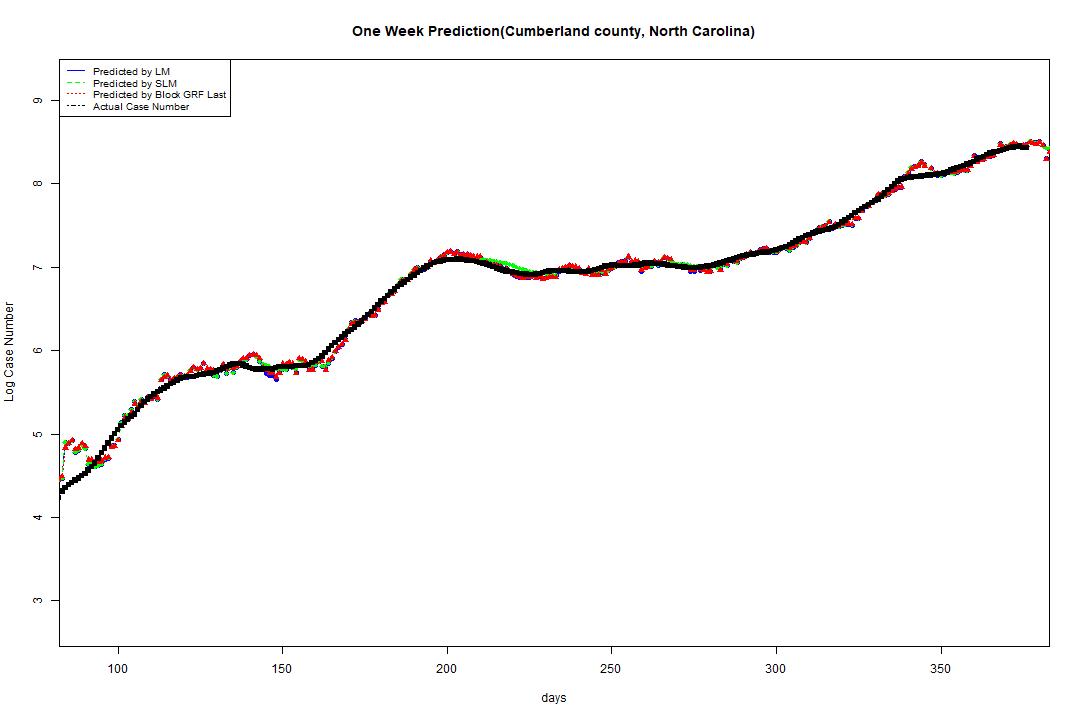 One Week Prediction(Cumberland county, North Carolina)
Predicted by LM
Predicted by SLM
Predicted by Block GRF Last
Actual Case Number
9
8
7
6
5
4
3
Log Case Number
100 150 200 250 300 350
days